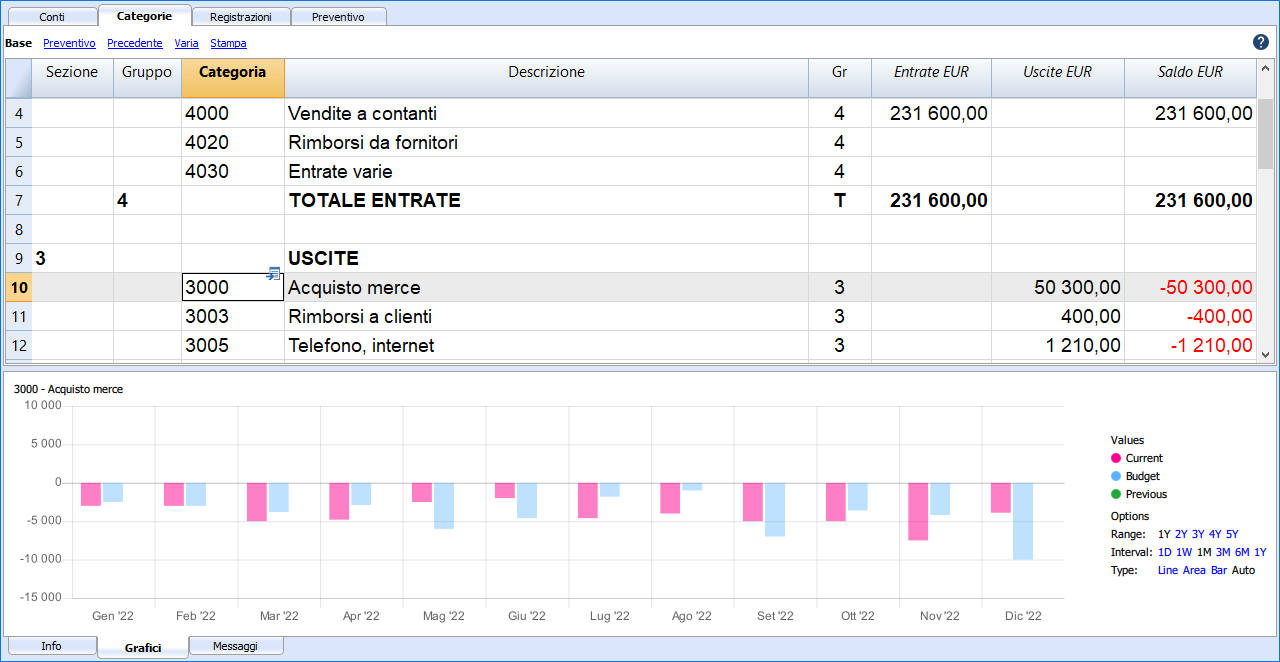 Conti Categorie Registrazioni Preventivo
Base Preventivo Precedente Varia Stampa ?
Sezione Gruppo Categoria Descrizione Gr Entrate EUR Uscite EUR Saldo EUR
4 4000 Vendite a contanti 4 231 600,00 231 600,00
5 4020 Rimborsi da fornitori 4
6 4030 Entrate varie 4
7 4 TOTALE ENTRATE T 231 600,00 231 600,00
8
9 3 USCITE
10 3000 Acquisto merce 3 50 300,00 -50 300,00
11 3003 Rimborsi a clienti 3 400,00 -400,00
12 3005 Telefono, internet 3 1 210,00 -1 210,00
3000 - Acquisto merce
10 000
5 000
0
-5 000
-10 000
-15 000
Gen '22 Feb '22 Mar '22 Apr '22 Mag '22 Giu '22 Lug '22 Ago '22 Set '22 Ott '22 Nov '22 Dic '22
Values
Current
Budget
Previous
Options
Range: 1Y 2Y 3Y 4Y 5Y
Interval: 1D 1W 1M 3M 6M 1Y
Type: Line Area Bar Auto
Info Grafici Messaggi